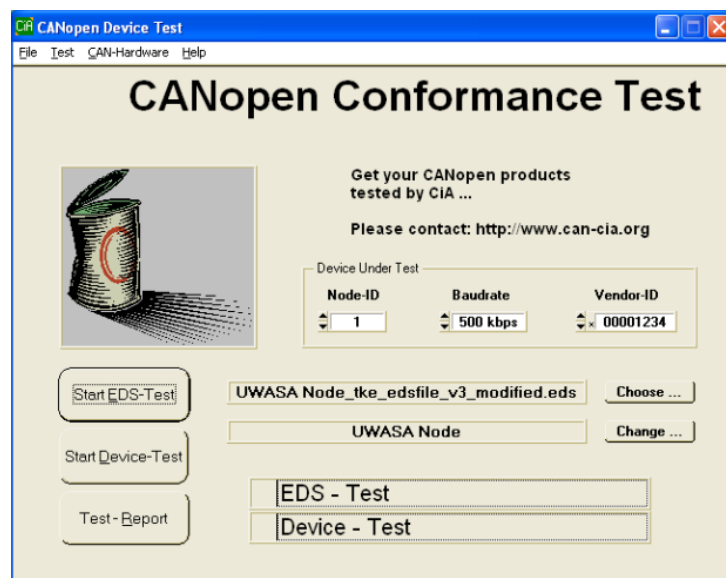 CiA CANopen Device Test
File Test CAN-Hardware Help
CANopen Conformance Test
Get your CANopen products
tested by CiA ...
Please contact: http://www.can-cia.org
Device Under Test
Node-ID Baudrate Vendor-ID
1 500 kbps x 00001234
Start EDS-Test
UWASA Node_tke_edsfile_v3_modified.eds
Choose ...
Start Device-Test
UWASA Node
Change ...
Test-Report
EDS - Test
Device - Test